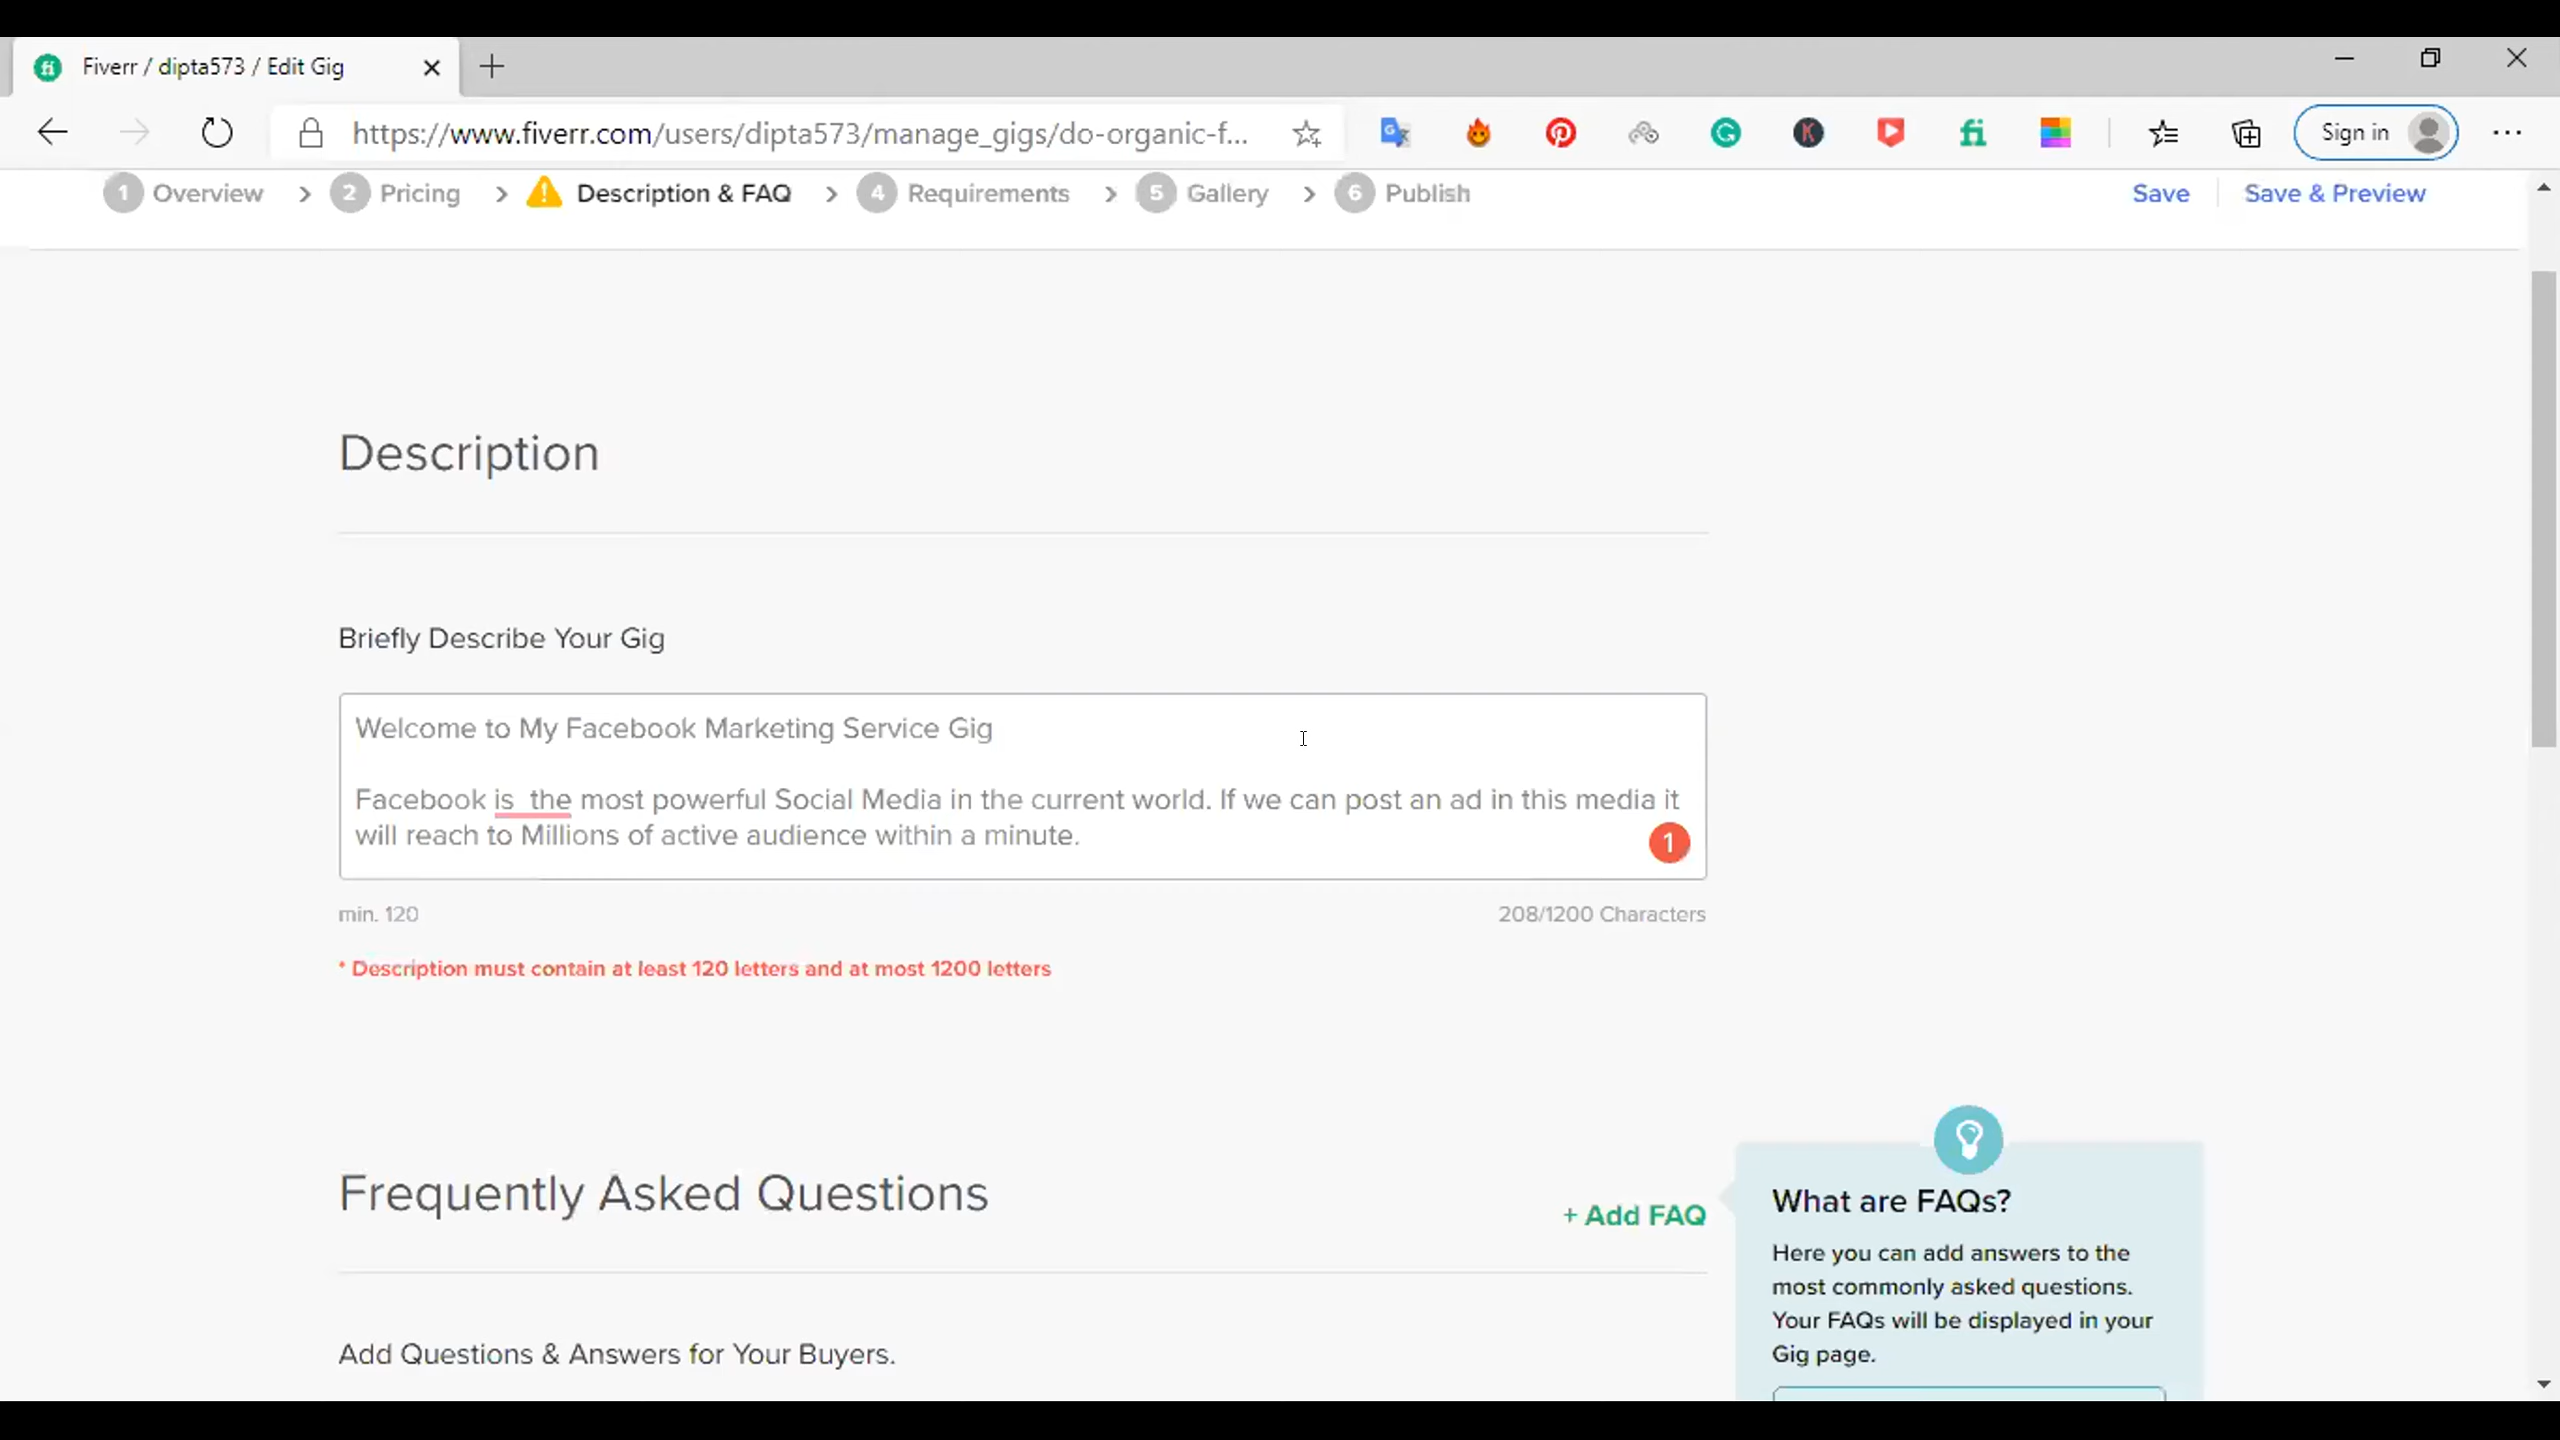 Fiverr / dipta573 / Edit Gig
https://www.fiverr.com/users/dipta573/manage_gigs/do-organic-f...
Sign in
1 Overview > 2 Pricing > Description & FAQ > 4 Requirements > 5 Gallery > 6 Publish
Save Save & Preview
Description
Briefly Describe Your Gig
Welcome to My Facebook Marketing Service Gig
Facebook is  the most powerful Social Media in the current world. If we can post an ad in this media it
will reach to Millions of active audience within a minute.
1
min. 120 208/1200 Characters
* Description must contain at least 120 letters and at most 1200 letters
Frequently Asked Questions
+ Add FAQ
Add Questions & Answers for Your Buyers.
What are FAQs?
Here you can add answers to the
most commonly asked questions.
Your FAQs will be displayed in your
Gig page.